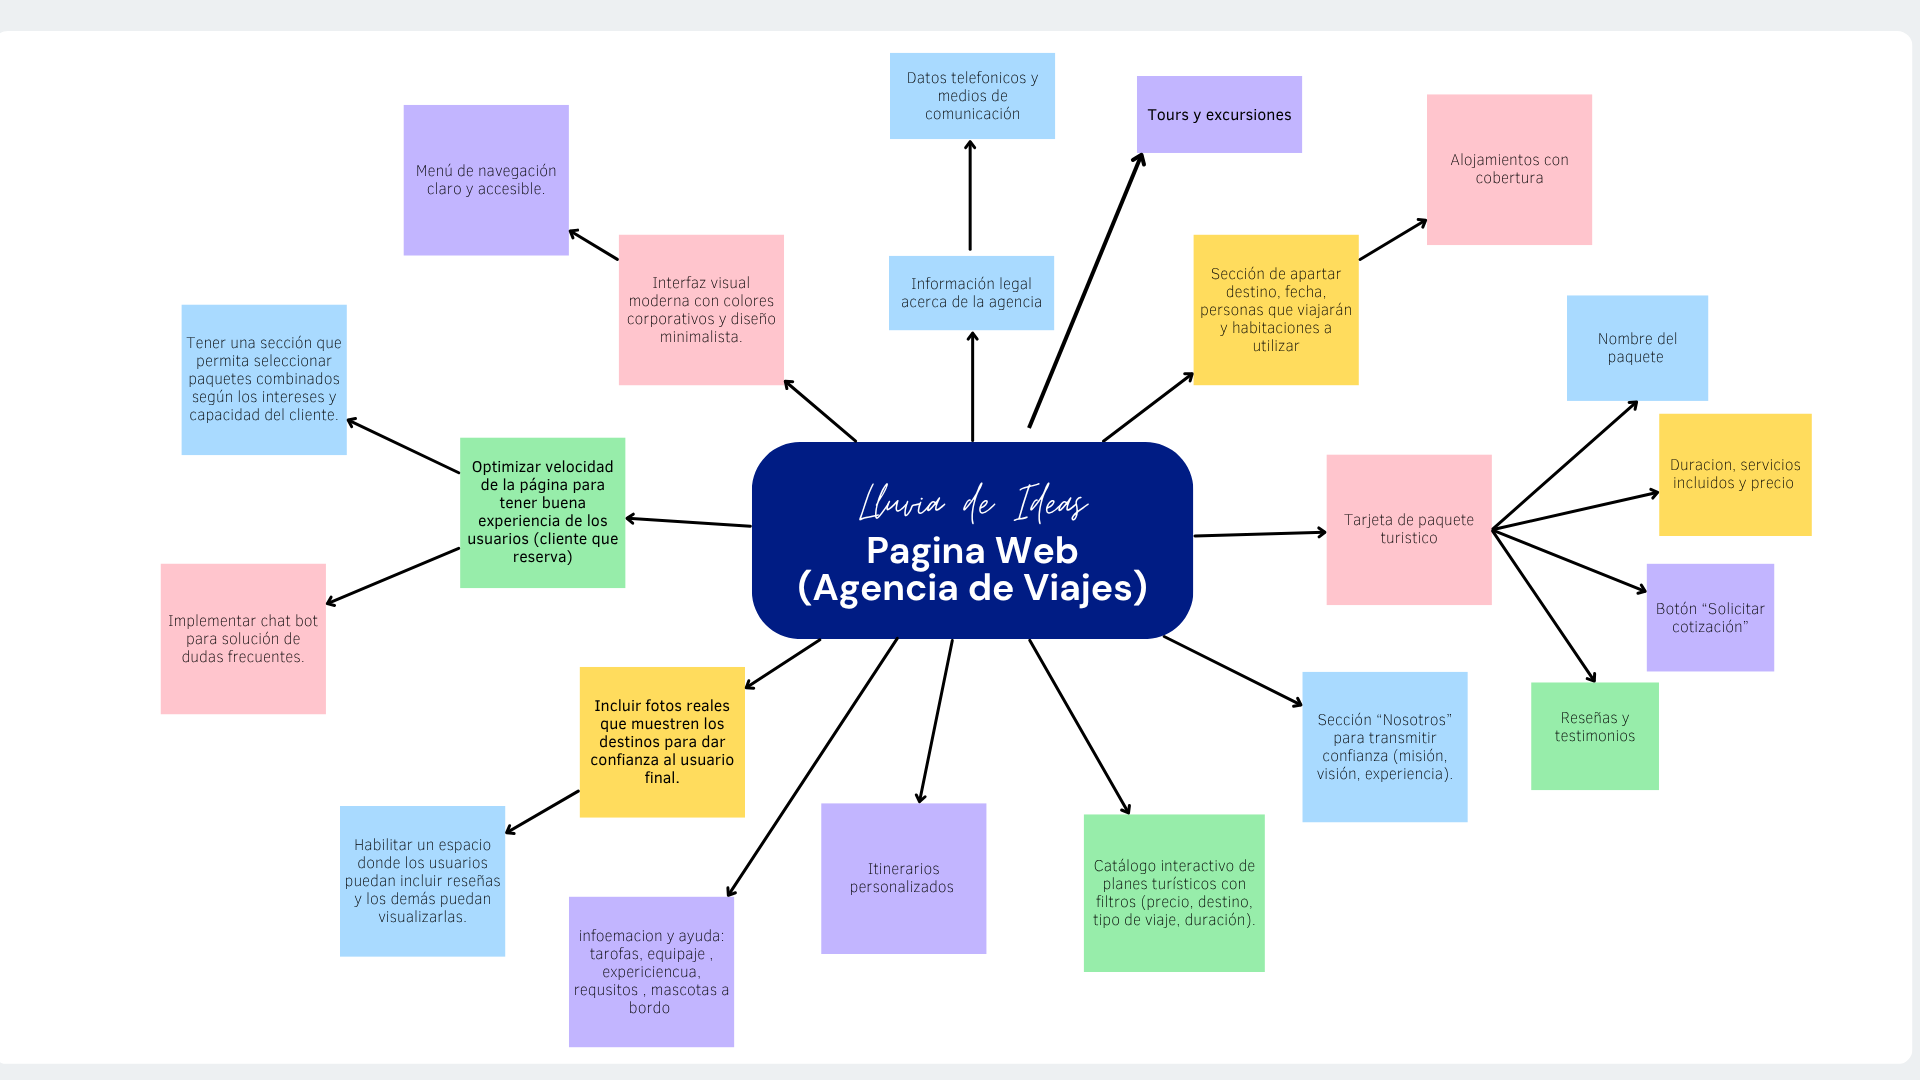 Datos telefonicos y
medios de
comunicación
Tours y excursiones
Alojamientos con
cobertura
Menú de navegación
claro y accesible.
Interfaz visual
moderna con colores
corporativos y diseño
minimalista.
Información legal
acerca de la agencia
Sección de apartar
destino, fecha,
personas que viajarán
y habitaciones a
utilizar
Nombre del
paquete
Tener una sección que
permita seleccionar
paquetes combinados
según los intereses y
capacidad del cliente.
Optimizar velocidad
de la página para
tener buena
experiencia de los
usuarios (cliente que
reserva)
Lluvia de Ideas
Pagina Web
(Agencia de Viajes)
Tarjeta de paquete
turistico
Duracion, servicios
incluidos y precio
Botón “Solicitar
cotización”
Reseñas y
testimonios
Implementar chat bot
para solución de
dudas frecuentes.
Incluir fotos reales
que muestren los
destinos para dar
confianza al usuario
final.
Sección “Nosotros”
para transmitir
confianza (misión,
visión, experiencia).
Habilitar un espacio
donde los usuarios
puedan incluir reseñas
y los demás puedan
visualizarlas.
infoemacion y ayuda:
tarofas, equipaje ,
expericiencua,
requsitos , mascotas a
bordo
Itinerarios
personalizados
Catálogo interactivo de
planes turísticos con
filtros (precio, destino,
tipo de viaje, duración).